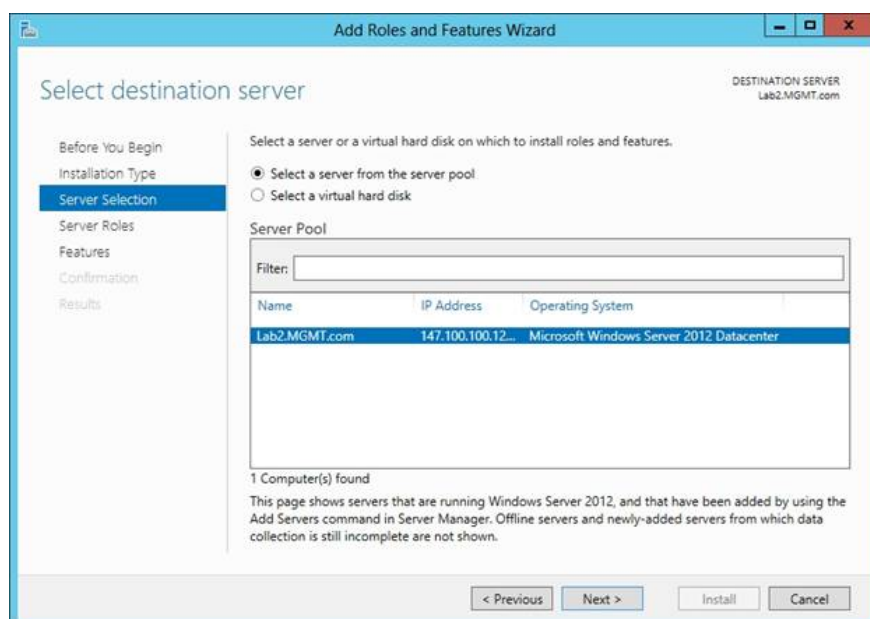 Add Roles and Features Wizard
Select destination server
DESTINATION SERVER
Lab2.MGMT.com
Before You Begin
Installation Type
Server Selection
Server Roles
Features
Confirmation
Results
Select a server or a virtual hard disk on which to install roles and features.
Select a server from the server pool
Select a virtual hard disk
Server Pool
Filter:
Name IP Address Operating System
Lab2.MGMT.com 147.100.100.12... Microsoft Windows Server 2012 Datacenter
1 Computer(s) found
This page shows servers that are running Windows Server 2012, and that have been added by using the
Add Servers command in Server Manager. Offline servers and newly-added servers from which data
collection is still incomplete are not shown.
< Previous Next > Install Cancel